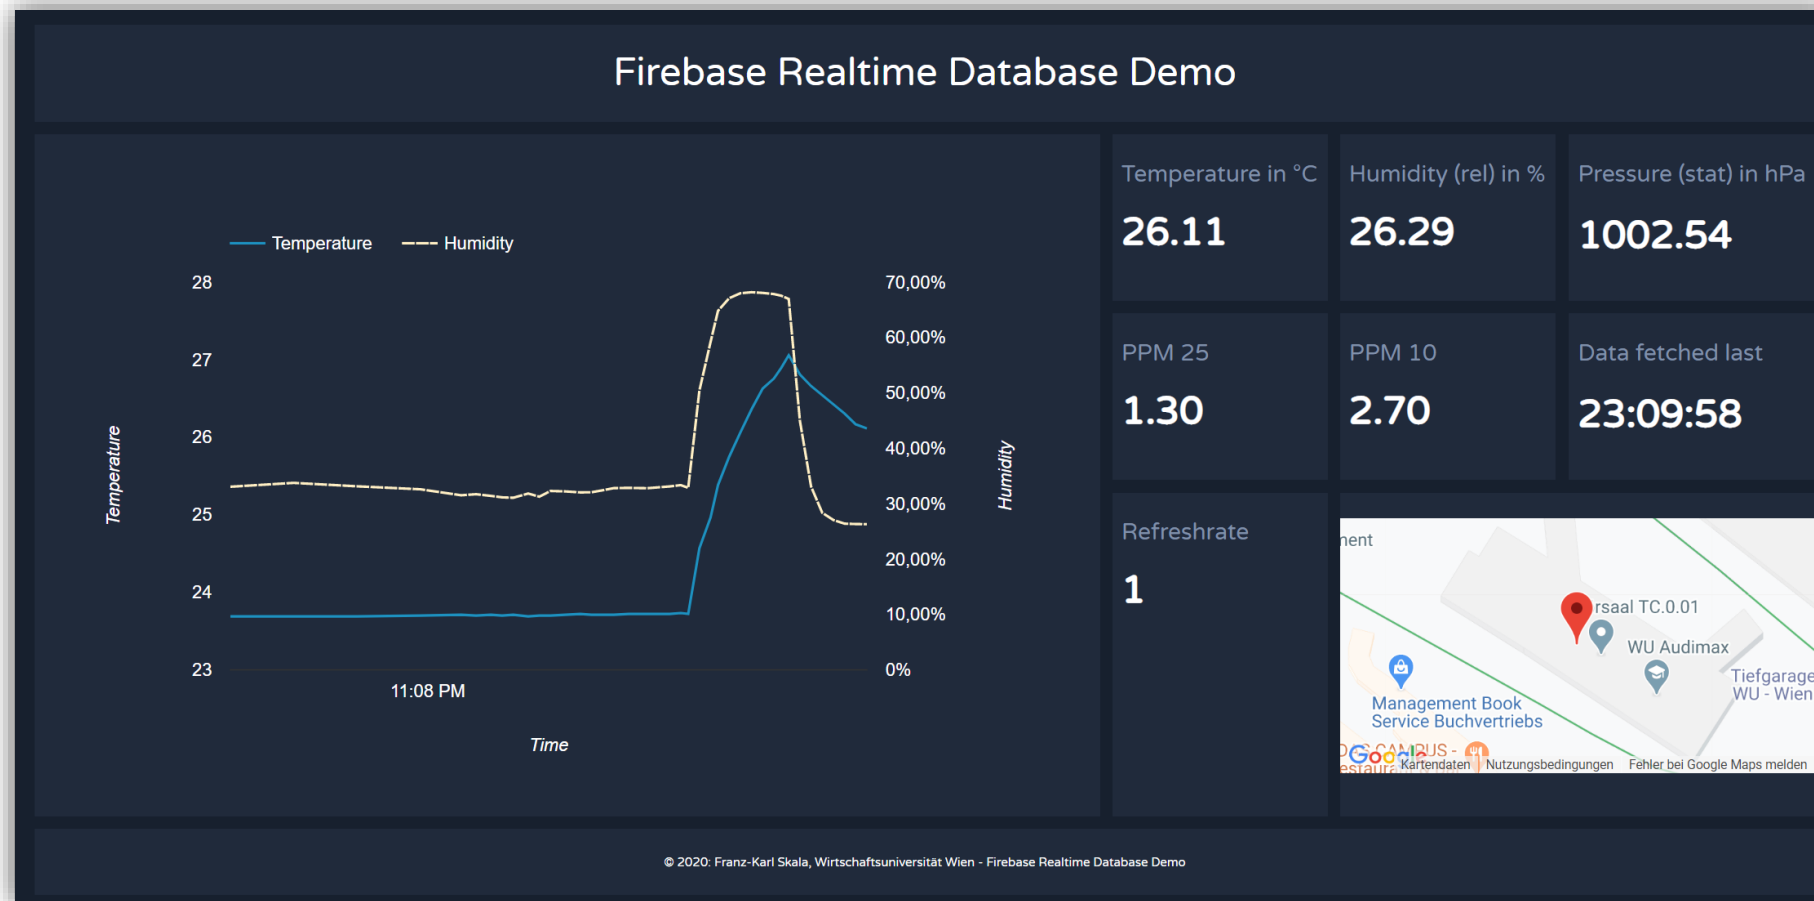 Firebase Realtime Database Demo
Temperature Humidity
28
27
26
25
24
23
Temperature
70,00%
60,00%
50,00%
40,00%
30,00%
20,00%
10,00%
0%
Humidity
11:08 PM
Time
Temperature in °C
26.11
Humidity (rel) in %
26.29
Pressure (stat) in hPa
1002.54
PPM 25
1.30
PPM 10
2.70
Data fetched last
23:09:58
Refreshrate
1
rsaal TC.0.01
WU Audimax
Tiefgarage
WU - Wien
Management Book
Service Buchvertriebs
CAMPUS -
Google
Kartendaten Nutzungsbedingungen Fehler bei Google Maps melden
© 2020: Franz-Karl Skala, Wirtschaftsuniversität Wien - Firebase Realtime Database Demo